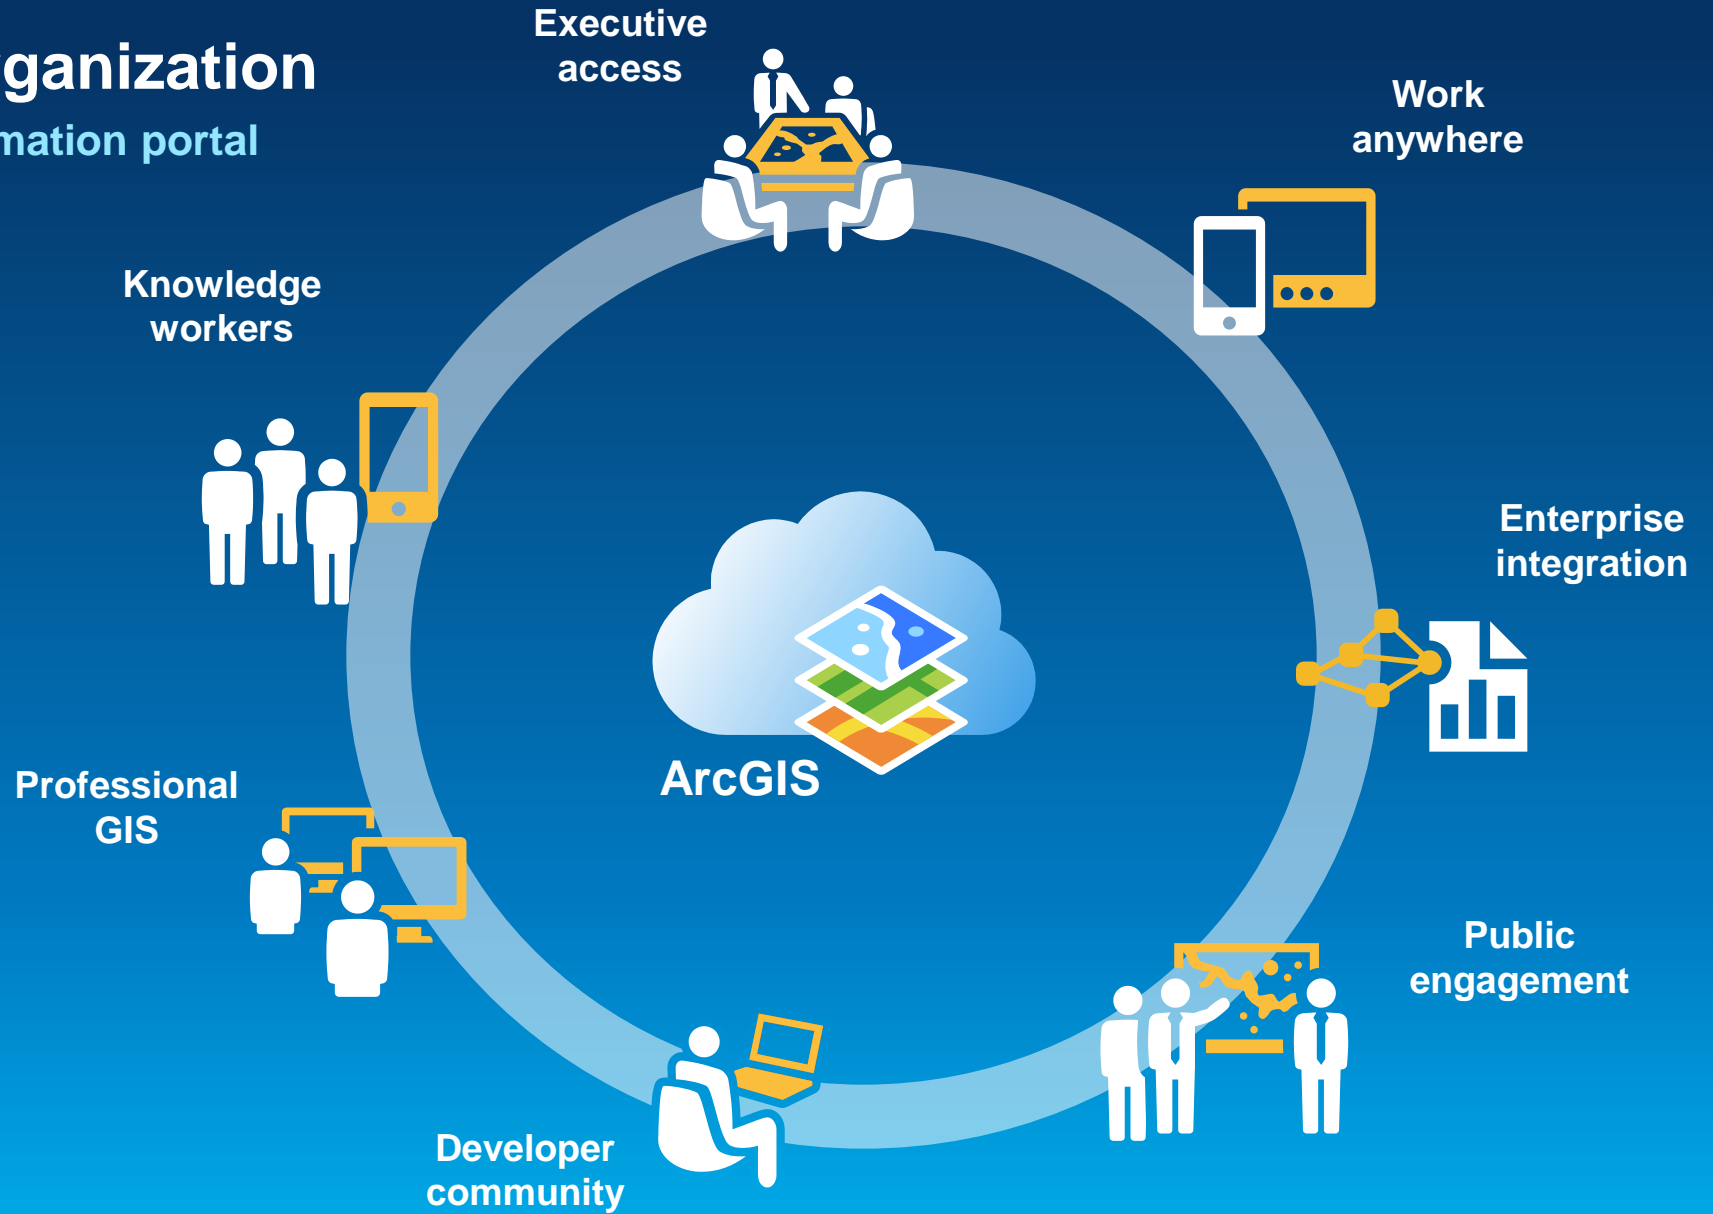 ganization
mation portal
Executive
access
Work
anywhere
Knowledge
workers
Enterprise
integration
ArcGIS
Professional
GIS
Public
engagement
Developer
community